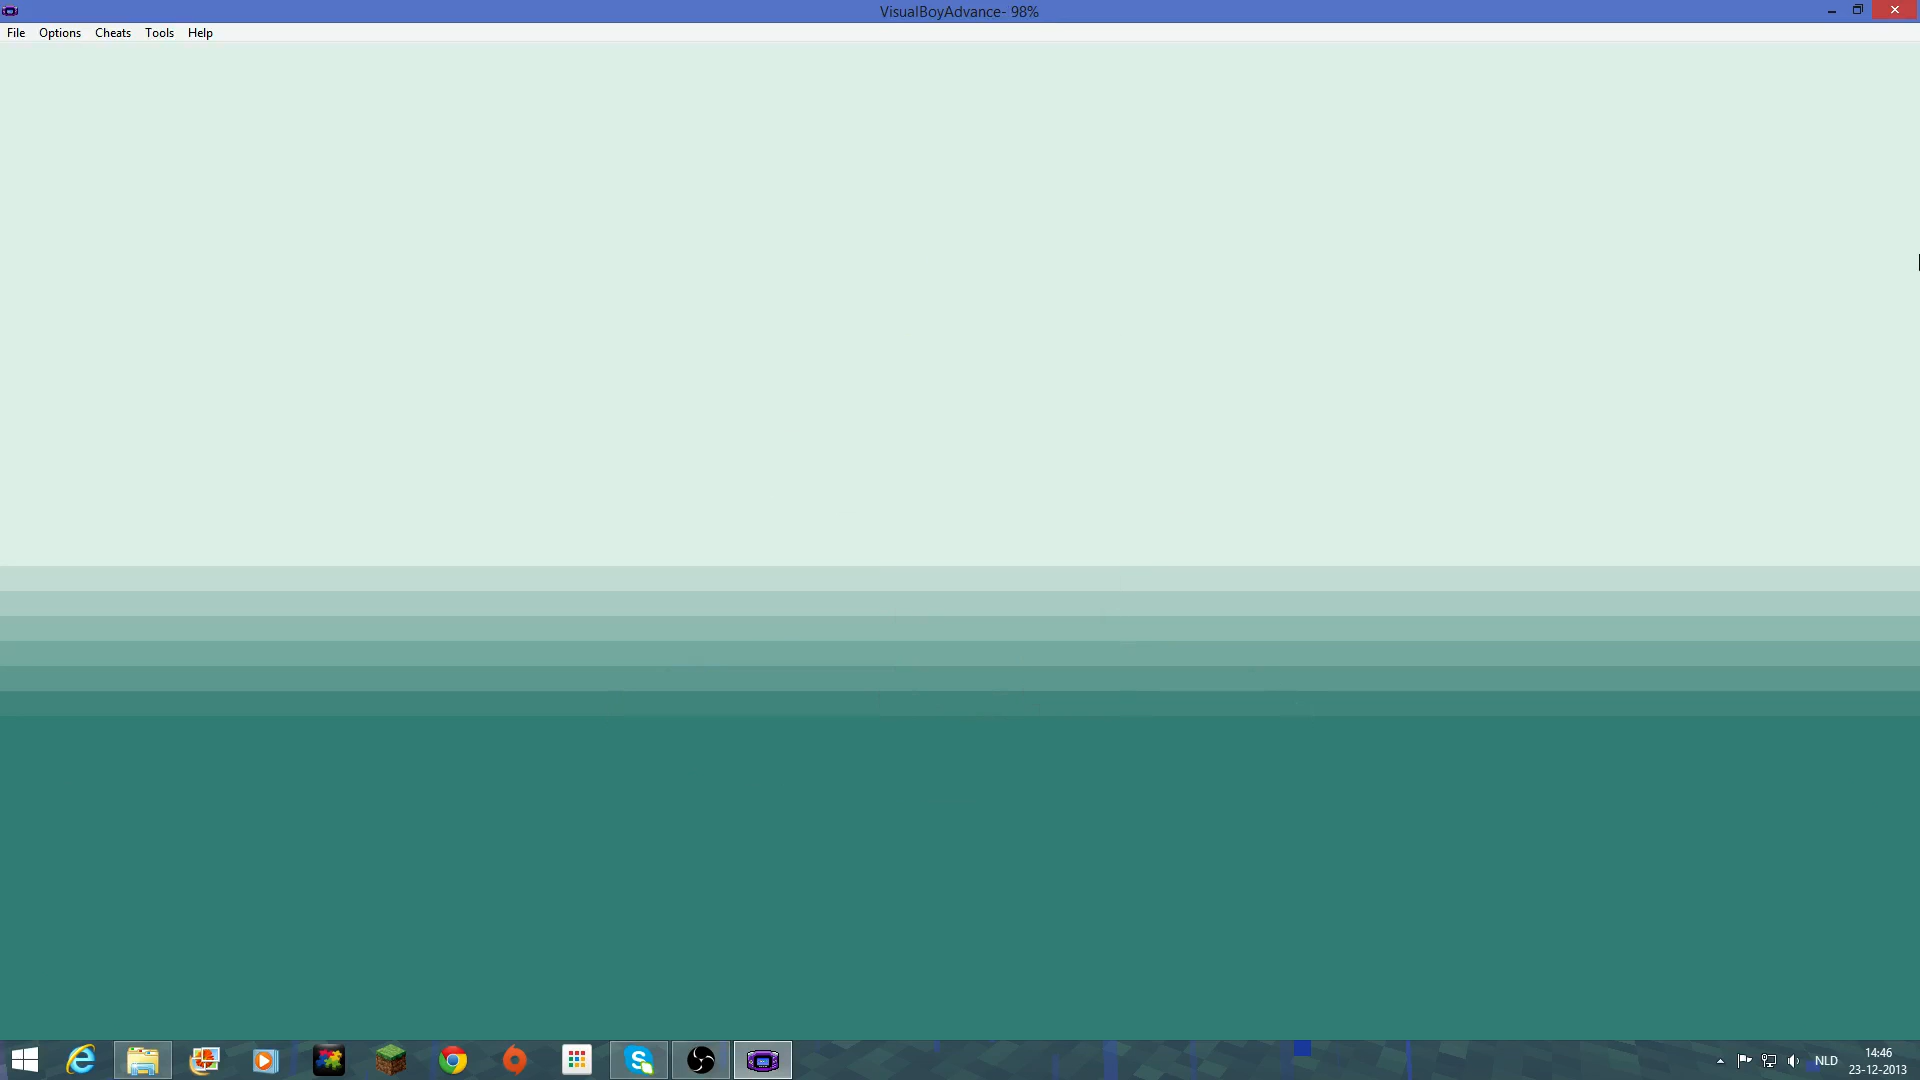 VisualBoyAdvance- 98%
File Options Cheats Tools Help
NLD
14:46
23-12-2013